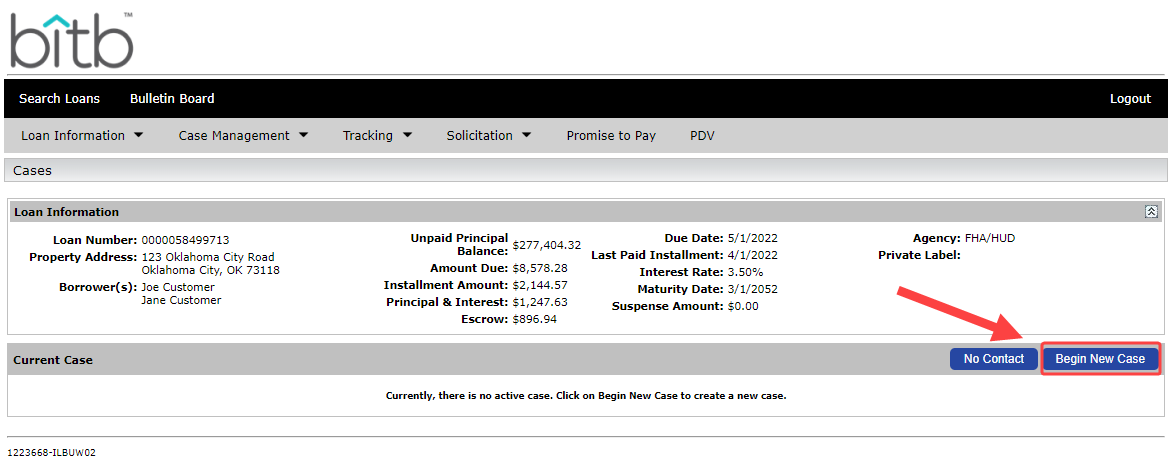 bitb™
Search Loans Bulletin Board Logout
Loan Information Case Management Tracking Solicitation Promise to Pay PDV
Cases
Loan Information
Loan Number: 0000058499713
Property Address: 123 Oklahoma City Road
Oklahoma City, OK 73118
Borrower(s): Joe Customer
Jane Customer
Unpaid Principal
Balance: $277,404.32
Amount Due: $8,578.28
Installment Amount: $2,144.57
Principal & Interest: $1,247.63
Escrow: $896.94
Due Date: 5/1/2022
Last Paid Installment: 4/1/2022
Interest Rate: 3.50%
Maturity Date: 3/1/2052
Suspense Amount: $0.00
Agency: FHA/HUD
Private Label:
Current Case No Contact Begin New Case
Currently, there is no active case. Click on Begin New Case to create a new case.
1223668-ILBUW02